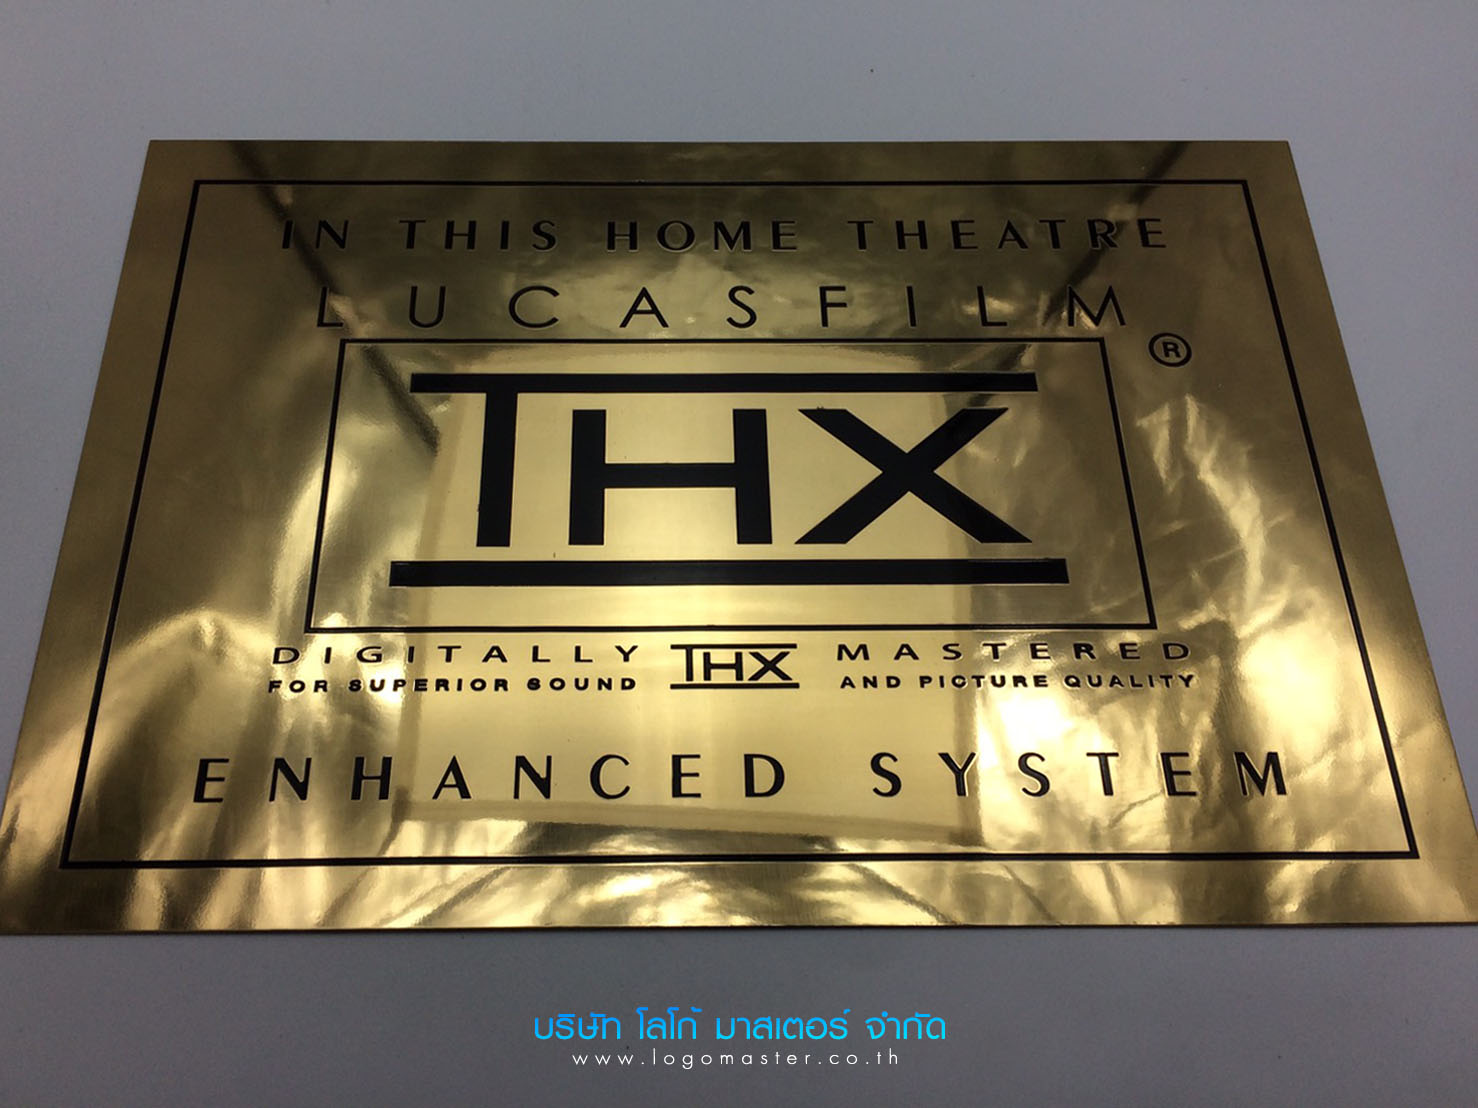 IN THIS HOME THEATRE
LUCASFILM
®
THX
DIGITALLY THX MASTERED
FOR SUPERIOR SOUND AND PICTURE QUALITY
ENHANCED SYSTEM
บริษัท โลโก้ มาสเตอร์ จำกัด
www.logomaster.co.th